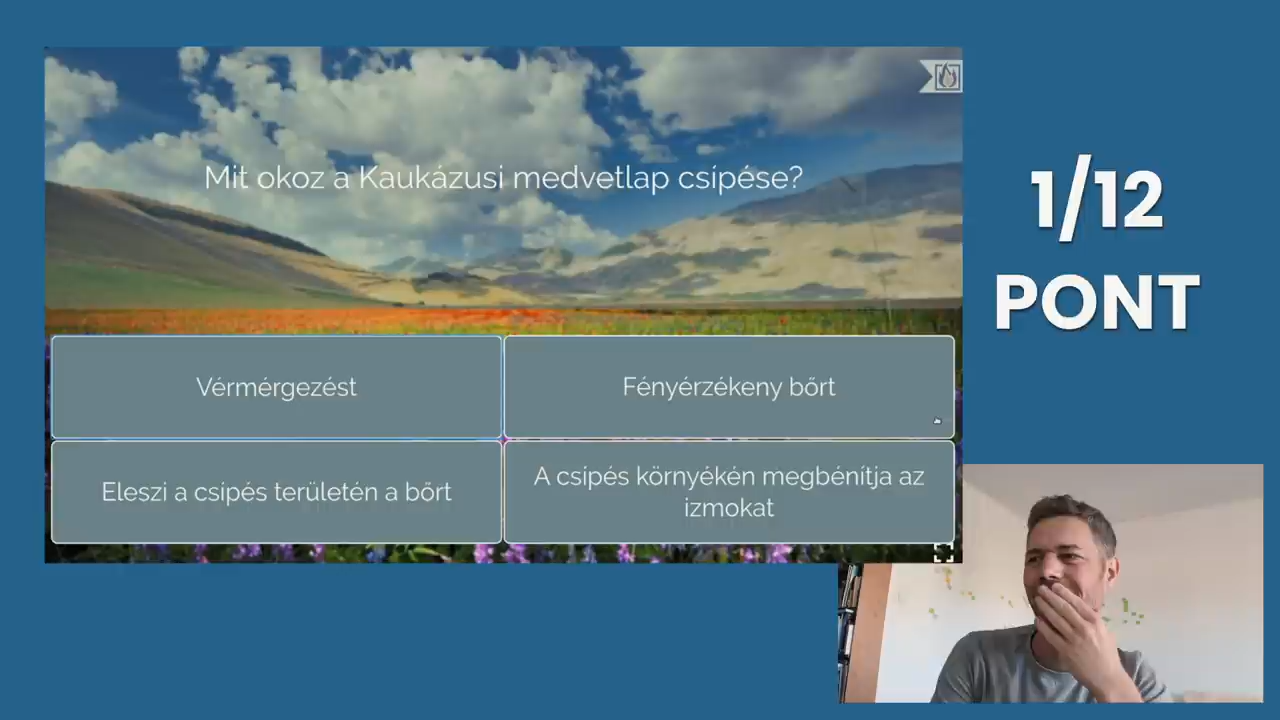 Mit okoz a Kaukázusi medvetlap csípése?
1/12
PONT
Vérmérgezést
Fényérzékeny bőrt
Eleszi a csípés területén a bőrt
A csípés környékén megbénítja az
izmokat